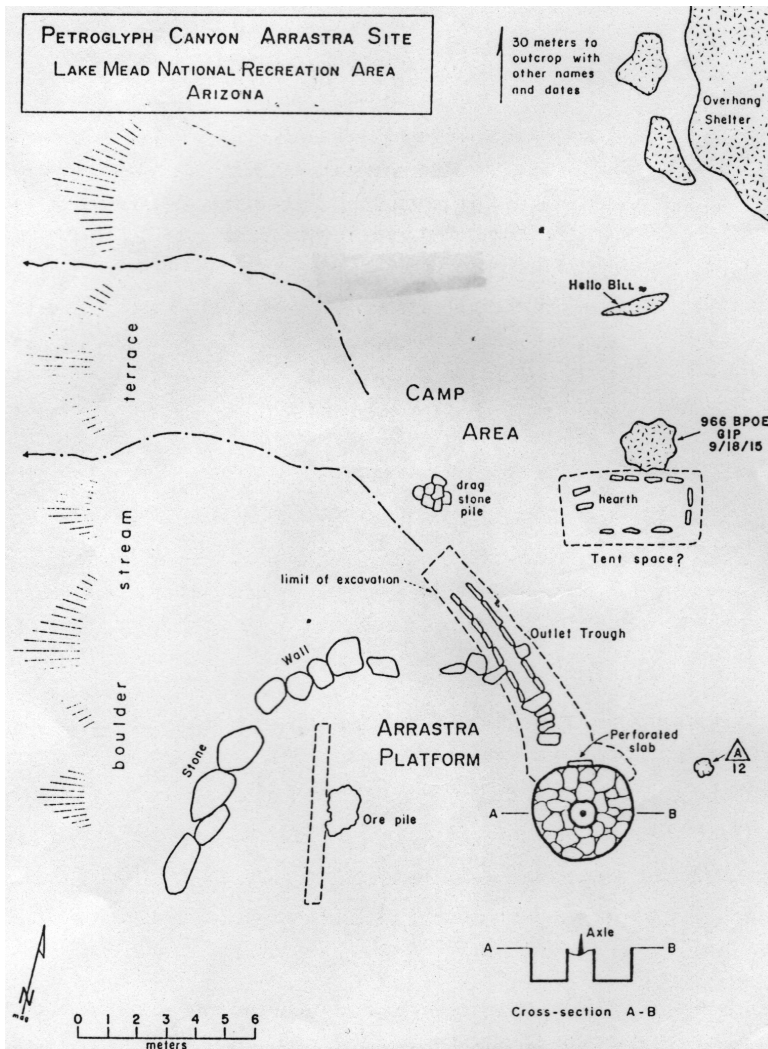 PETROGLYPH CANYON ARRASTRA SITE
LAKE MEAD NATIONAL RECREATION AREA
ARIZONA
30 meters to
outcrop with
other names
and dates
Overhang
Shelter
Hello BILL
terrace
CAMP
AREA
966 BPOE
GIP
9/18/15
drag
stone
pile
hearth
Tent space?
stream
limit of excavation
Outlet Trough
Wall
boulder
Stone
ARRASTRA
PLATFORM
Perforated
slab
A
12
Ore pile
A
B
Axle
A
B
Cross-section A-B
N
mag
0 1 2 3 4 5 6
meters